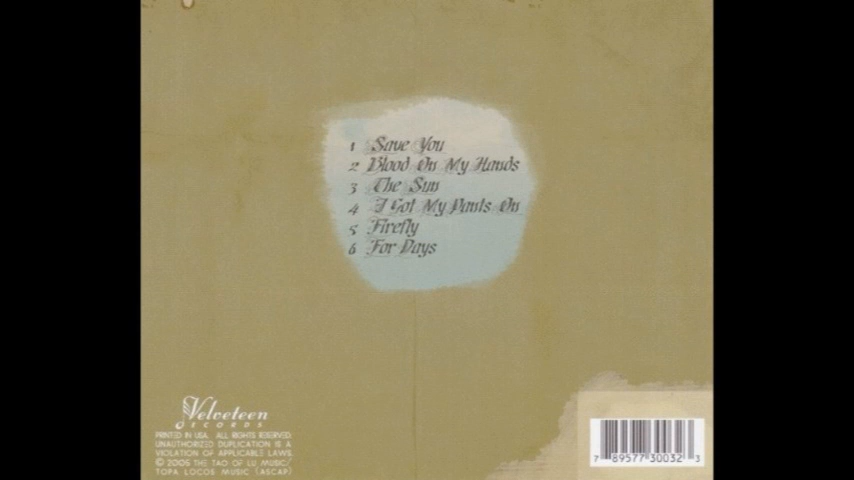 1 Save You
2 Blood On My Hands
3 The Sun
4 I Got My Pants On
5 Firefly
6 For Days
Velveteen
RECORDS
PRINTED IN USA. ALL RIGHTS RESERVED.
UNAUTHORIZED DUPLICATION IS A
VIOLATION OF APPLICABLE LAWS.
© 2005 THE TAO OF LU MUSIC/
TOPA LOCOS MUSIC (ASCAP)
7 89577 30032 3